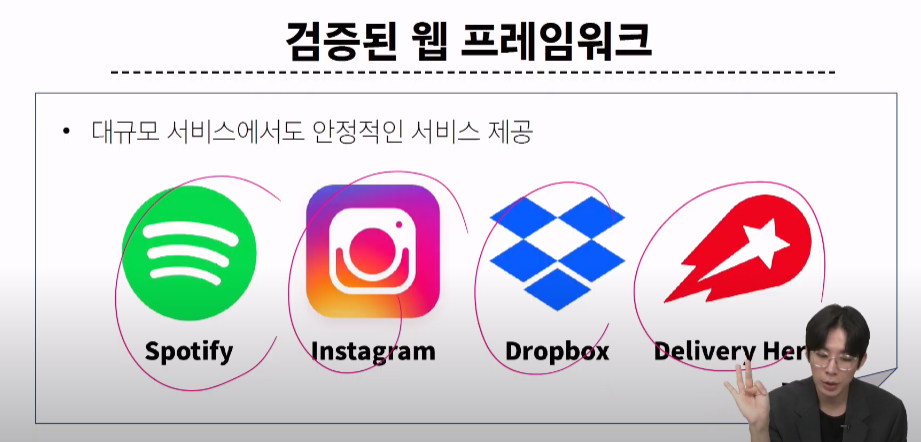 검증된 웹 프레임워크
• 대규모 서비스에서도 안정적인 서비스 제공
Spotify Instagram Dropbox Delivery Her